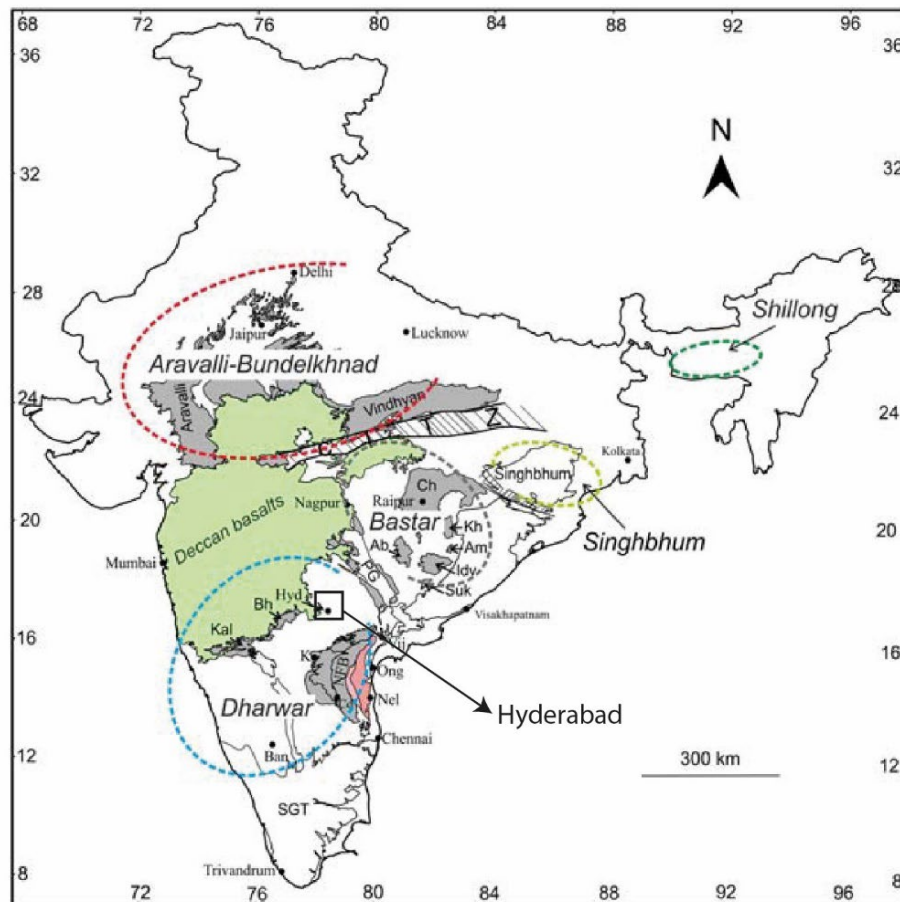 68 72 76 80 84 88 92 96
36 36
N
32 32
Delhi
28 28
Shillong
Jaipur Lucknow
Aravalli-Bundelkhnad
Aravalli
Vindhyan
24 24
C I T Z
Kolkata
Singhbhum
Ch
Raipur
Nagpur
Bastar
Deccan basalts
20 20
Kh
Ab Am
Singhbhum
Mumbai
Idv
PG
Suk
Hyd
Visakhapatnam
Bh
Kal
16 16
K
NFB
Ong
Dharwar
Nel
Hyderabad
Chennai
12 12
Ban
300 km
SGT
Trivandrum
8 8
72 76 80 84 88 92 96